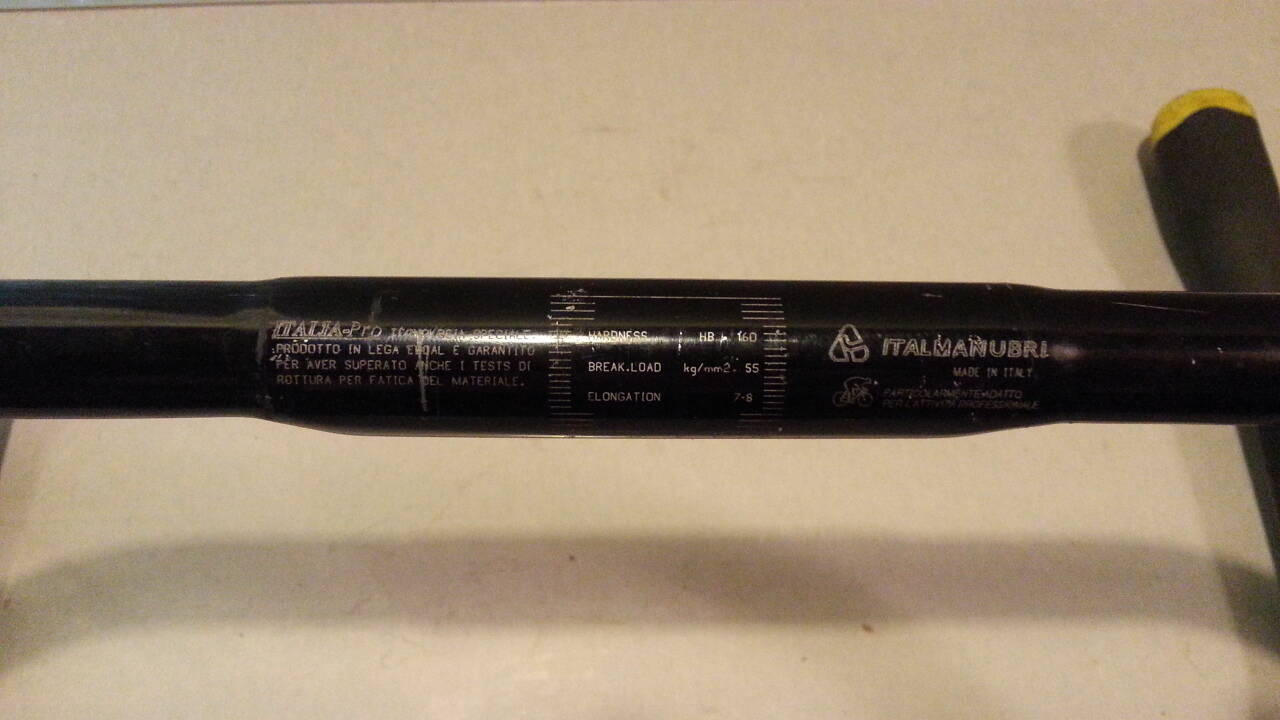 ITALIA-Pro TECNOLOGIA SPECIALE
PRODOTTO IN LEGA ERGAL E GARANTITO
PER AVER SUPERATO ANCHE I TESTS DI
ROTTURA PER FATICA DEL MATERIALE.
HARDNESS HB 160
BREAK.LOAD kg/mm2. 55
ELONGATION 7-8
ITALMANUBRI
MADE IN ITALY
PARTICOLARMENTE ADATTO
PER L'ATTIVITÀ PROFESSIONALE